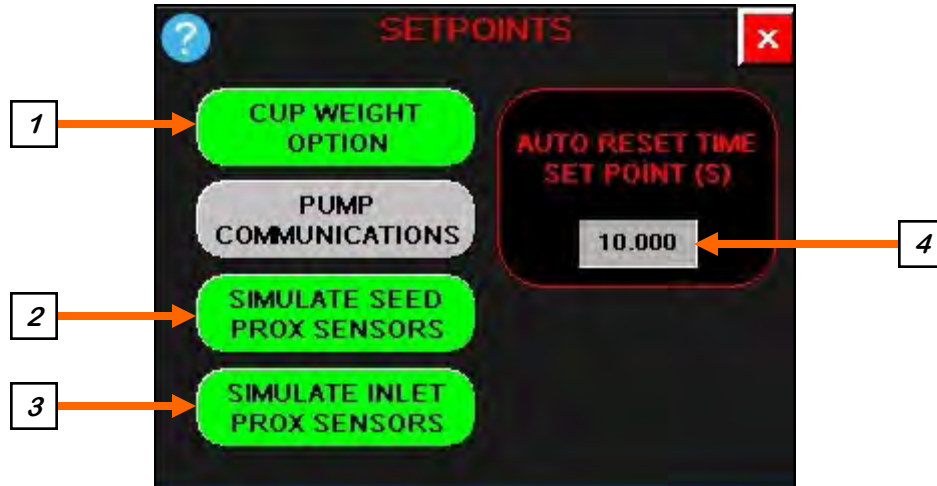 ?
SETPOINTS
X
1
CUP WEIGHT
OPTION
PUMP
COMMUNICATIONS
2
SIMULATE SEED
PROX SENSORS
3
SIMULATE INLET
PROX SENSORS
AUTO RESET TIME
SET POINT (S)
10.000
4